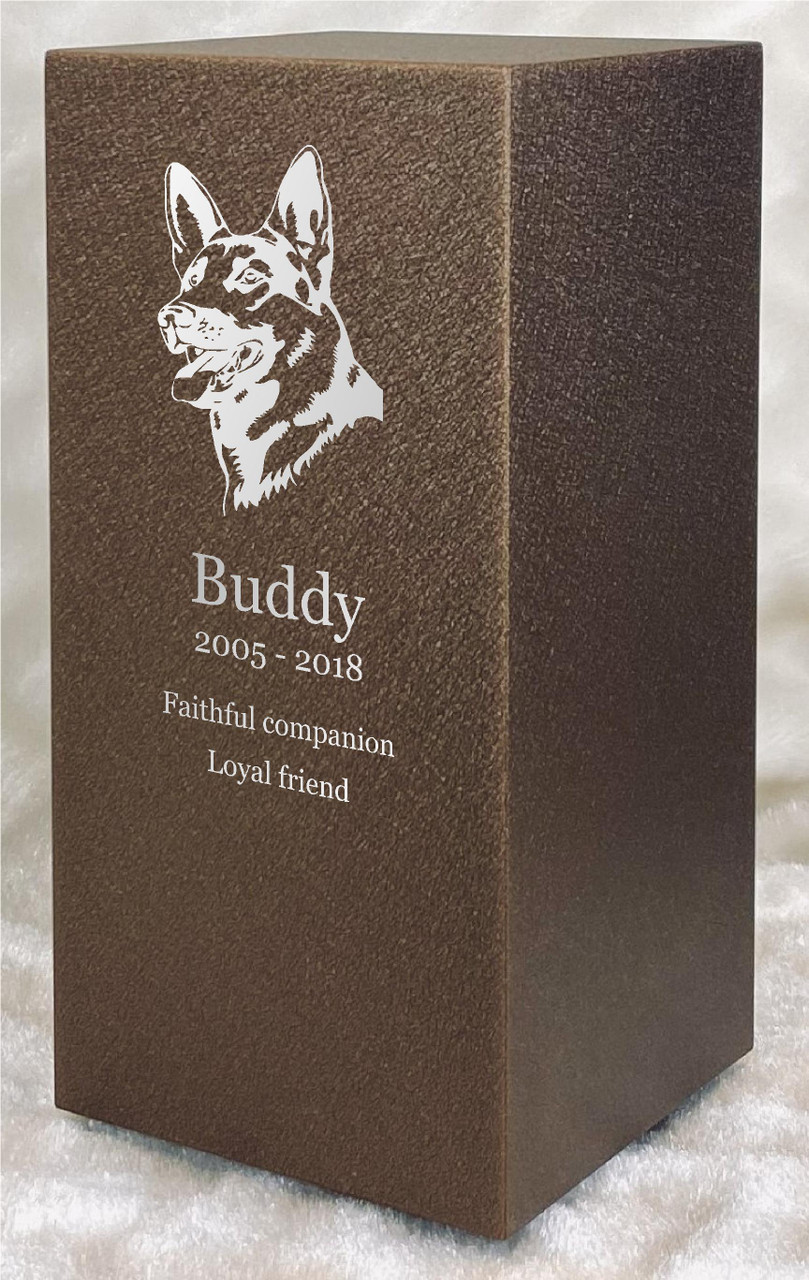 Buddy
2005 - 2018
Faithful companion
Loyal friend